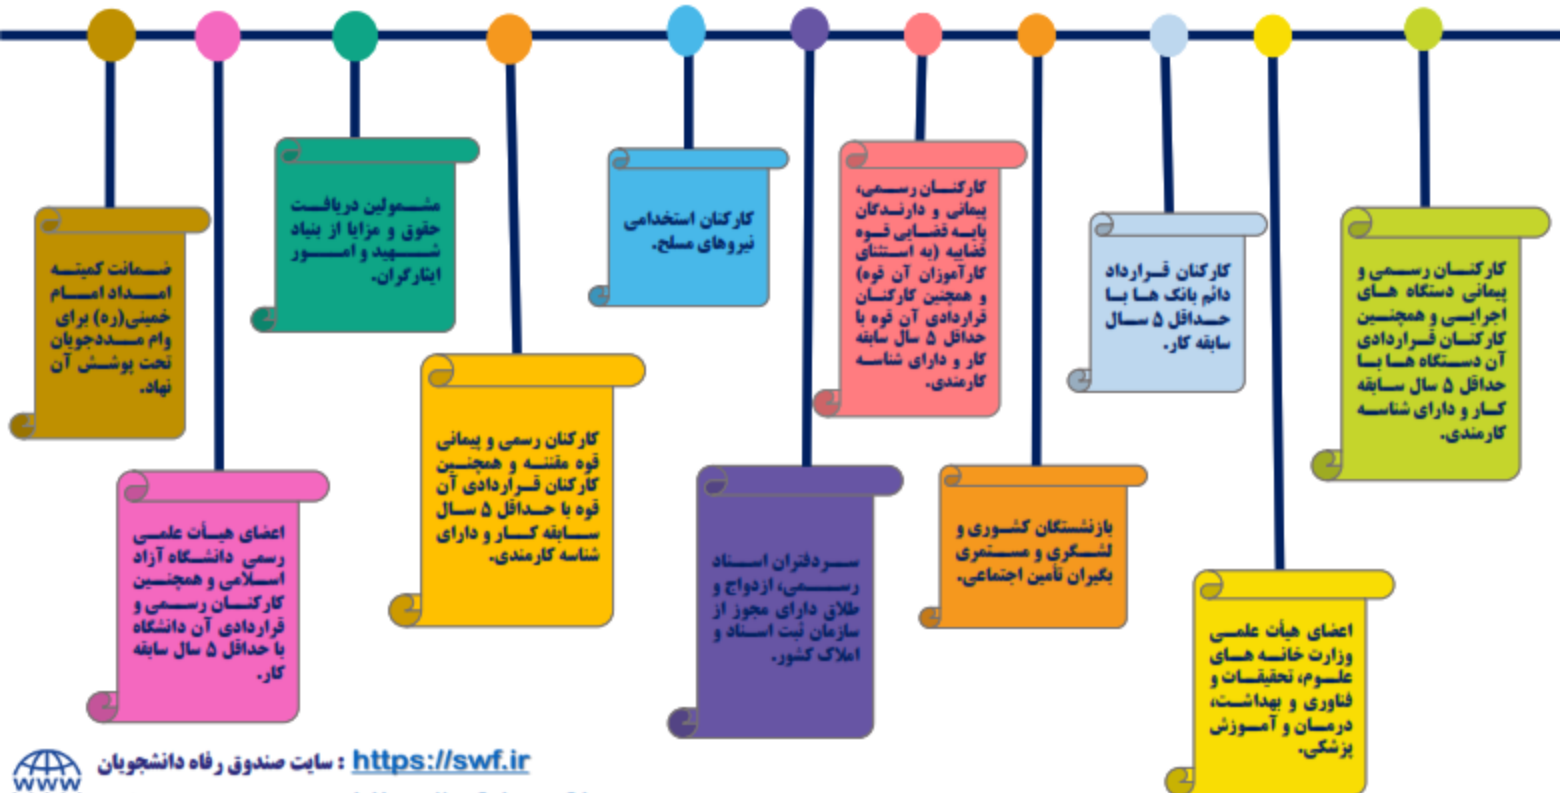 کارکنان رسمی و
پیمانی دستگاه های
اجرایی و همچنین
کارکنان قراردادی
آن دستگاه ها با
حداقل ۵ سال سابقه
کار و دارای شناسه
کارمندی.
اعضای هیأت علمی
وزارت خانه های
علوم، تحقیقات و
فناوری و بهداشت،
درمان و آموزش
پزشکی.
کارکنان قرارداد
دائم بانک ها با
حداقل ۵ سال
سابقه کار.
بازنشستگان کشوری و
لشگری و مستمری
بگیران تأمین اجتماعی.
کارکنان رسمی،
پیمانی و دارندگان
پایه قضایی قوه
قضاییه (به استثنای
کارآموزان آن قوه)
و همچنین کارکنان
قراردادی آن قوه با
حداقل ۵ سال سابقه
کار و دارای شناسه
کارمندی.
سردفتران اسناد
رسمی، ازدواج و
طلاق دارای مجوز از
سازمان ثبت اسناد و
املاک کشور.
کارکنان استخدامی
نیروهای مسلح.
کارکنان رسمی و پیمانی
قوه مقننه و همچنین
کارکنان قراردادی آن
قوه با حداقل ۵ سال
سابقه کار و دارای
شناسه کارمندی.
مشمولین دریافت
حقوق و مزایا از بنیاد
شهید و امور
ایثارگران.
اعضای هیأت علمی
رسمی دانشگاه آزاد
اسلامی و همچنین
کارکنان رسمی و
قراردادی آن دانشگاه
با حداقل ۵ سال سابقه
کار.
ضمانت کمیته
امداد امام
خمینی(ره) برای
وام مددجویان
تحت پوشش آن
نهاد.
سایت صندوق رفاه دانشجویان : https://swf.ir
www